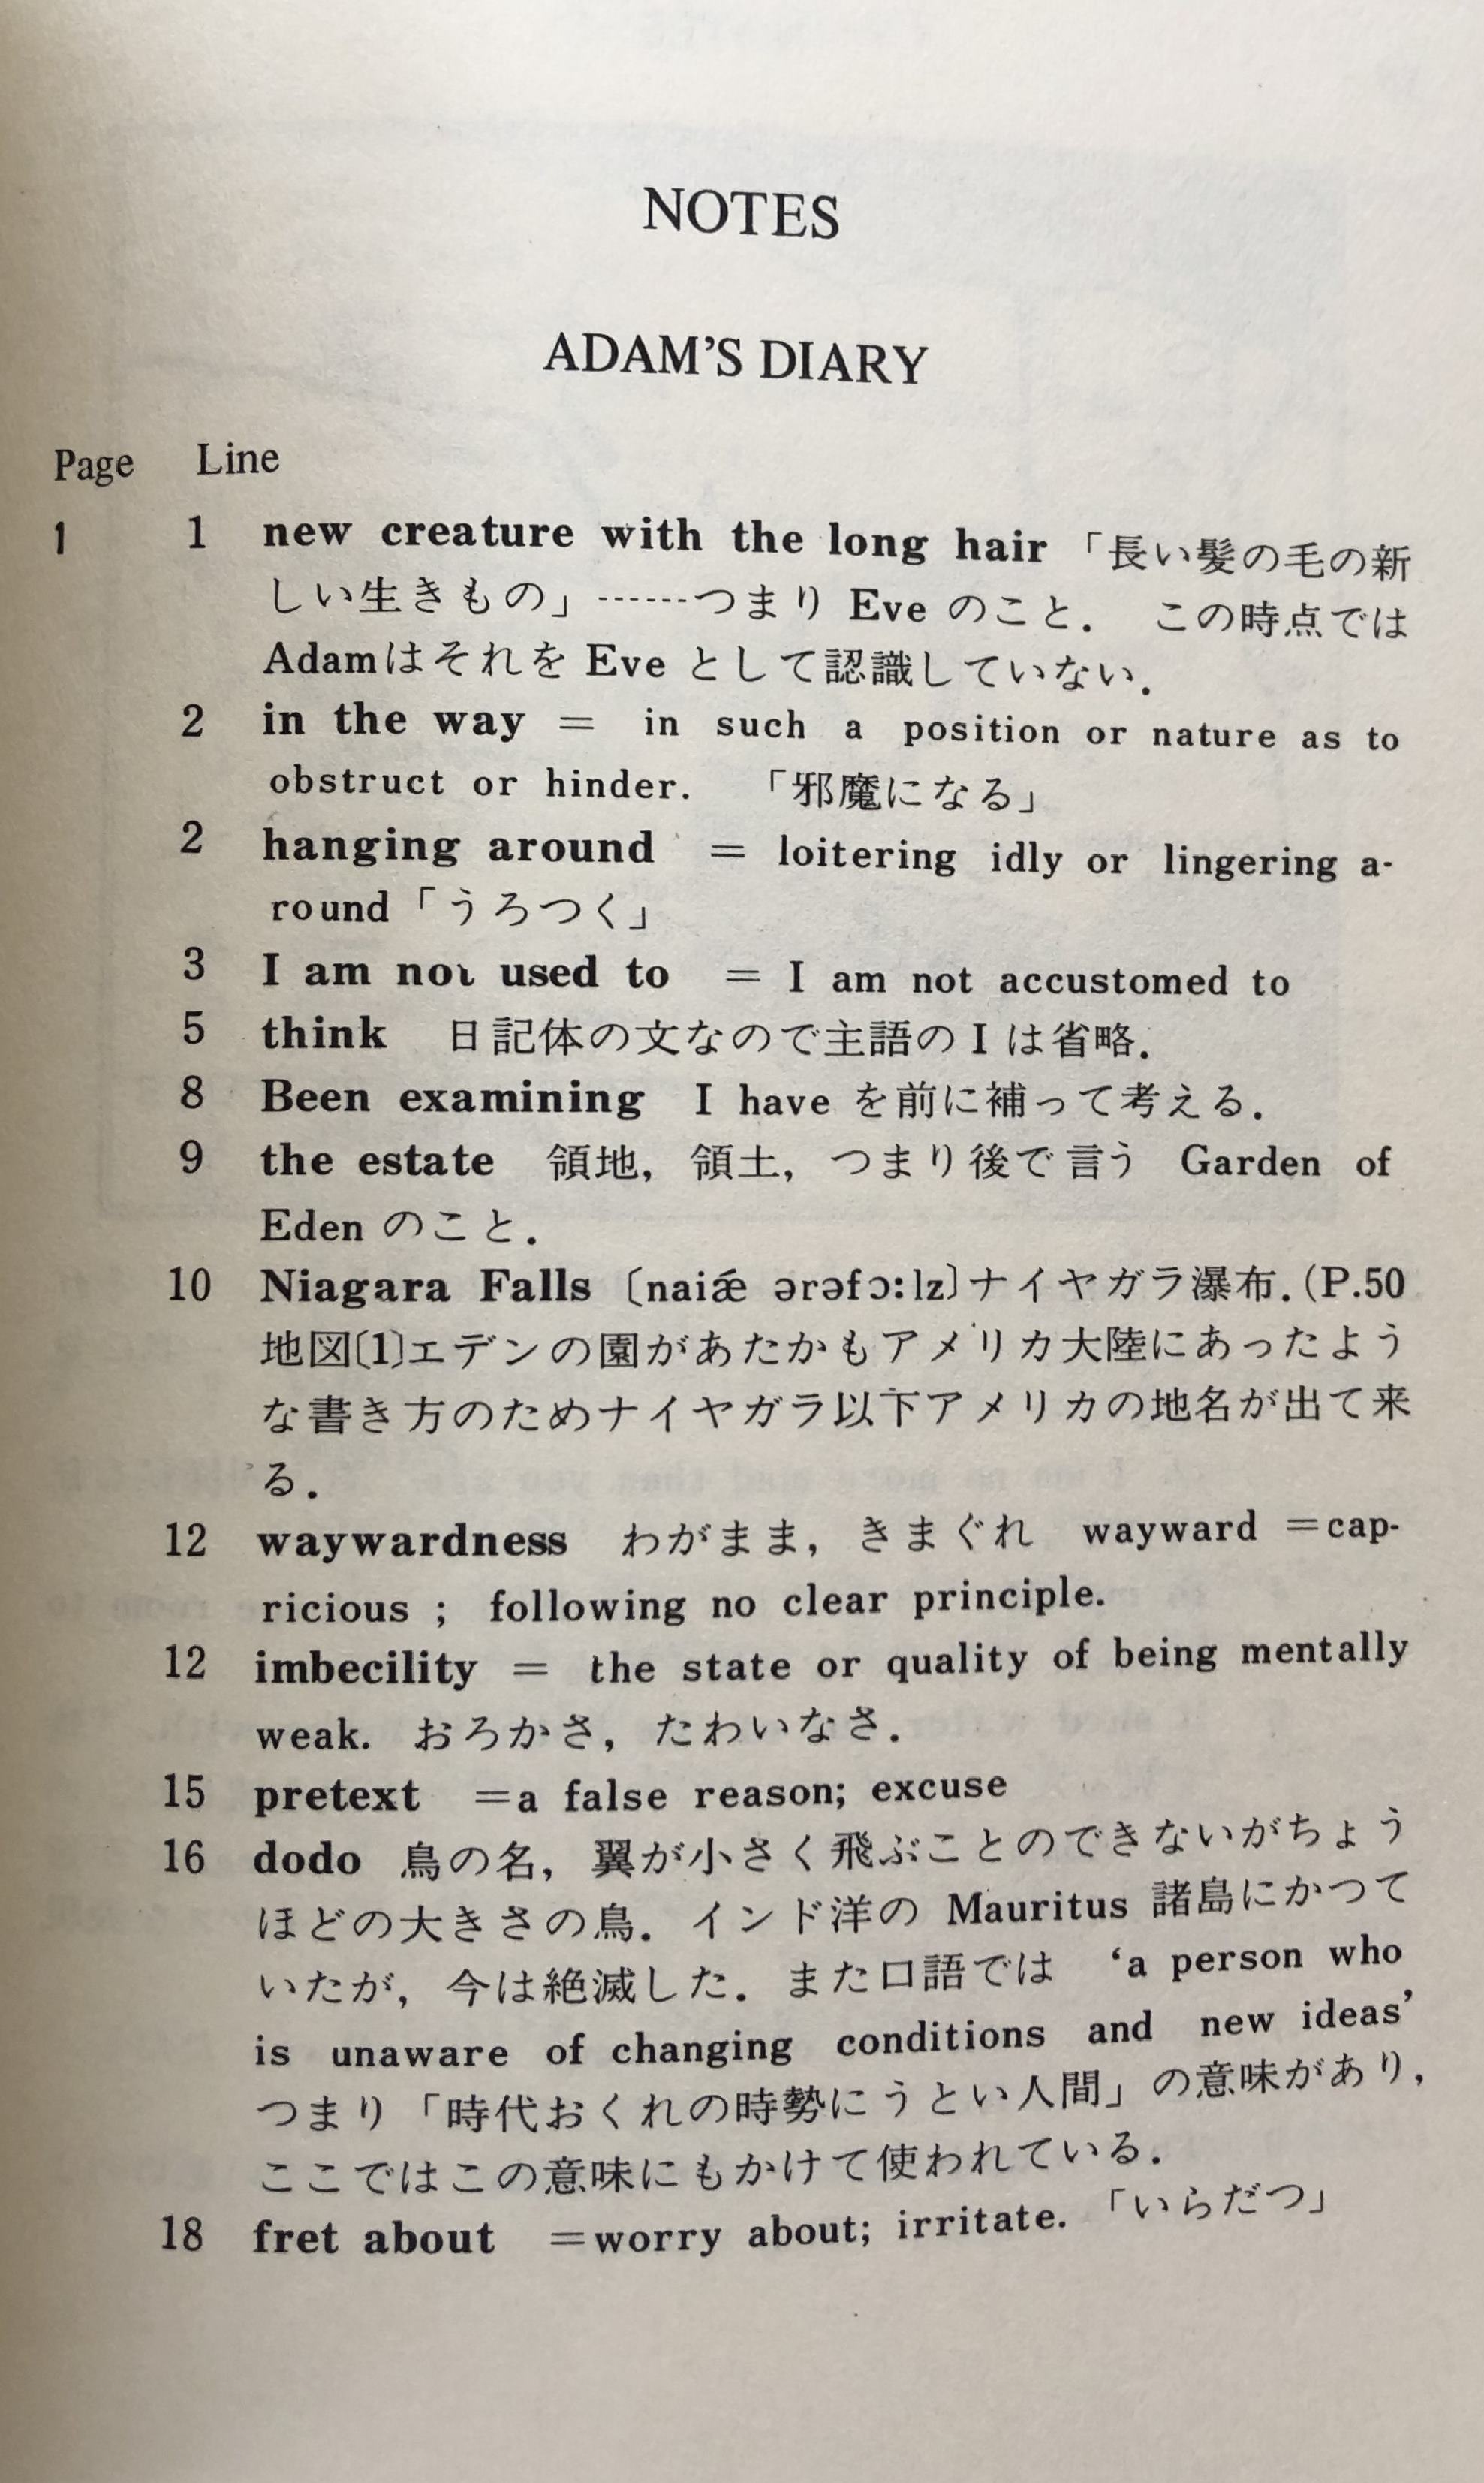 NOTES
ADAM'S DIARY
Page Line
1 1 new creature with the long hair 「長い髪の毛の新
しい生きもの」------つまり Eve のこと. この時点では
Adamはそれを Eve として認識していない.
2 in the way = in such a position or nature as to
obstruct or hinder. 「邪魔になる」
2 hanging around = loitering idly or lingering a-
round「うろつく」
3 I am not used to = I am not accustomed to
5 think 日記体の文なので主語の I は省略.
8 Been examining I have を前に補って考える.
9 the estate 領地, 領土, つまり後で言う Garden of
Eden のこと.
10 Niagara Falls 〔naiǽ ərəfɔ:lz〕ナイヤガラ瀑布.(P.50
地図〔1〕エデンの園があたかもアメリカ大陸にあったよう
な書き方のためナイヤガラ以下アメリカの地名が出て来
る.
12 waywardness わがまま, きまぐれ wayward =cap-
ricious ; following no clear principle.
12 imbecility = the state or quality of being mentally
weak. おろかさ, たわいなさ.
15 pretext =a false reason; excuse
16 dodo 鳥の名, 翼が小さく飛ぶことのできないがちょう
ほどの大きさの鳥. インド洋の Mauritus 諸島にかつて
いたが, 今は絶滅した. また口語では ‘a person who
is unaware of changing conditions and new ideas’
つまり「時代おくれの時勢にうとい人間」の意味があり,
ここではこの意味にもかけて使われている.
18 fret about =worry about; irritate. 「いらだつ」